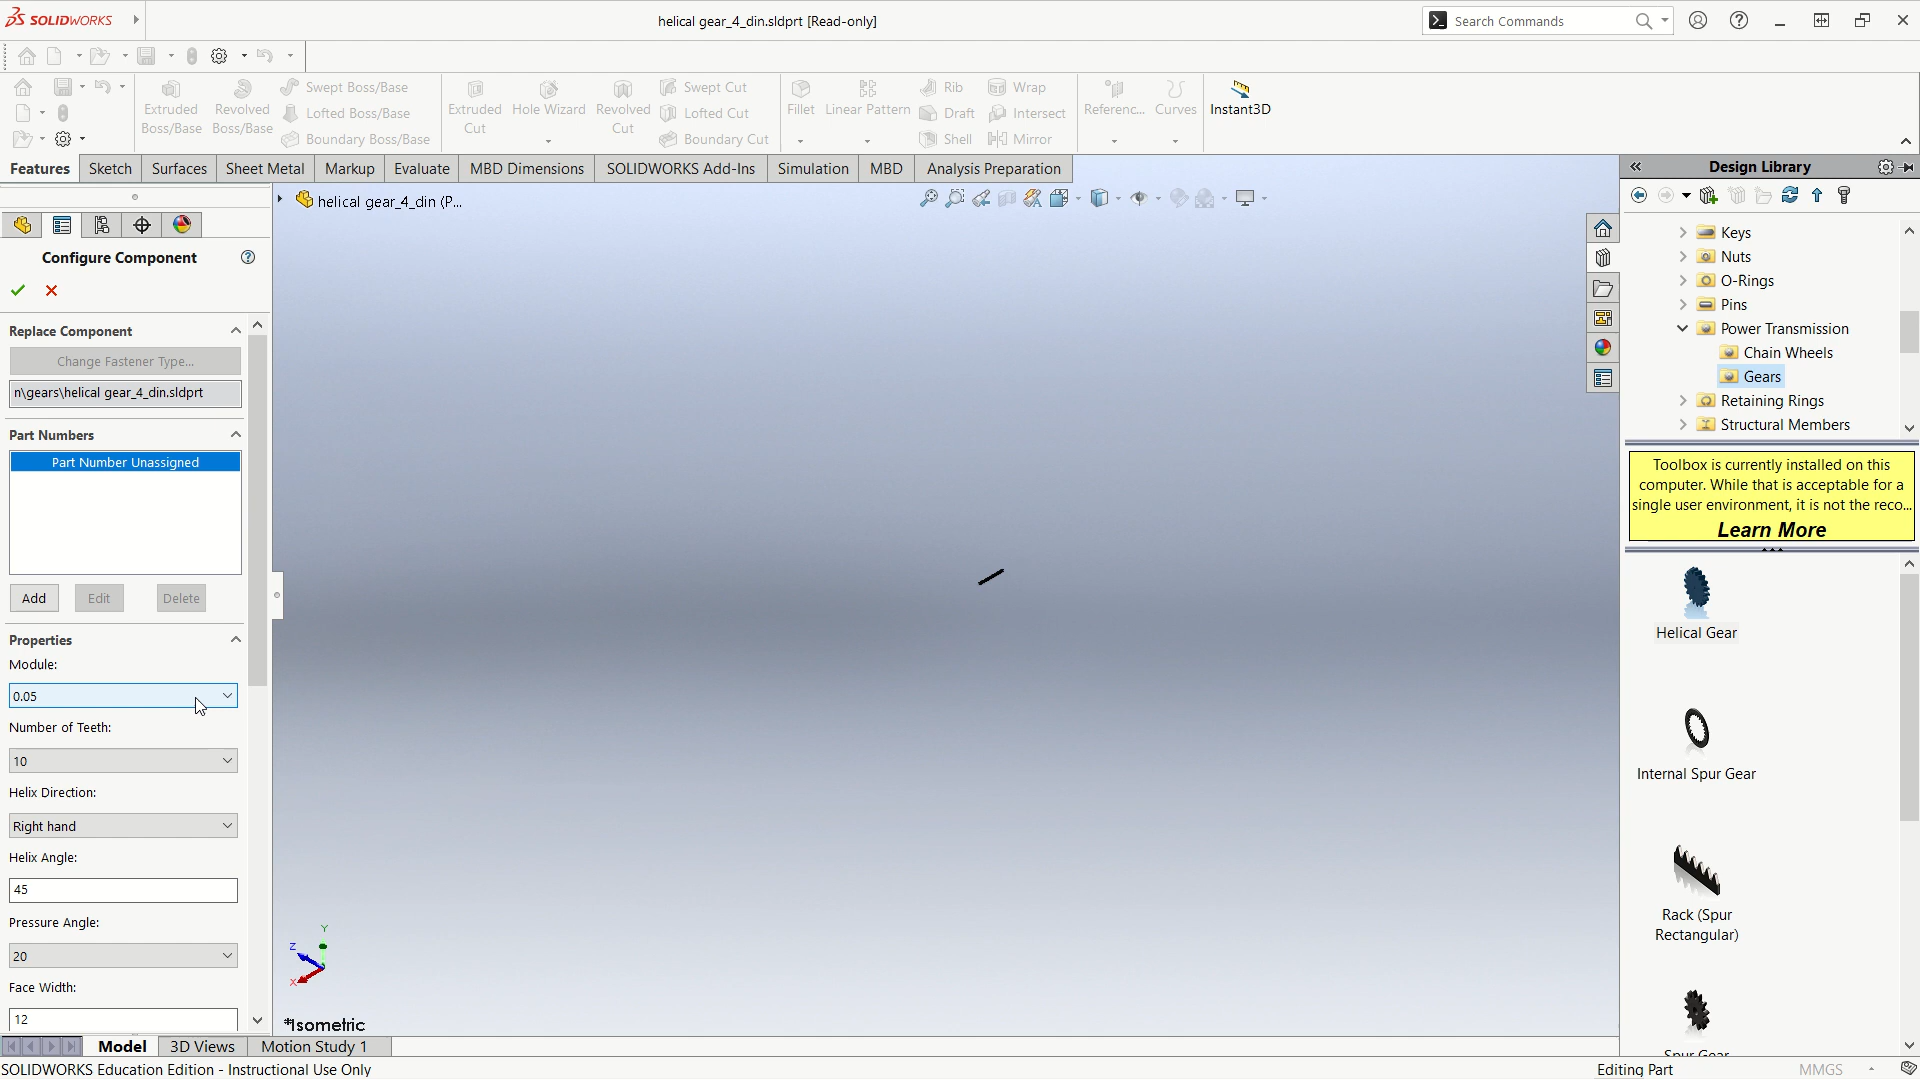 SOLIDWORKS
helical gear_4_din.sldprt [Read-only]
Search Commands
Extruded Boss/Base
Revolved Boss/Base
Swept Boss/Base
Lofted Boss/Base
Boundary Boss/Base
Extruded Cut
Hole Wizard
Revolved Cut
Swept Cut
Lofted Cut
Boundary Cut
Fillet
Linear Pattern
Rib
Draft
Shell
Wrap
Intersect
Mirror
Referenc...
Curves
Instant3D
Features
Sketch
Surfaces
Sheet Metal
Markup
Evaluate
MBD Dimensions
SOLIDWORKS Add-Ins
Simulation
MBD
Analysis Preparation
helical gear_4_din (P...
Configure Component
Replace Component
Change Fastener Type...
n\gears\helical gear_4_din.sldprt
Part Numbers
Part Number Unassigned
Add
Edit
Delete
Properties
Module:
0.05
Number of Teeth:
10
Helix Direction:
Right hand
Helix Angle:
45
Pressure Angle:
20
Face Width:
12
Y
Z
X
*Isometric
Design Library
Keys
Nuts
O-Rings
Pins
Power Transmission
Chain Wheels
Gears
Retaining Rings
Structural Members
Toolbox is currently installed on this
computer. While that is acceptable for a
single user environment, it is not the reco...
Learn More
Helical Gear
Internal Spur Gear
Rack (Spur
Rectangular)
Spur Gear
Model
3D Views
Motion Study 1
SOLIDWORKS Education Edition - Instructional Use Only
Editing Part
MMGS